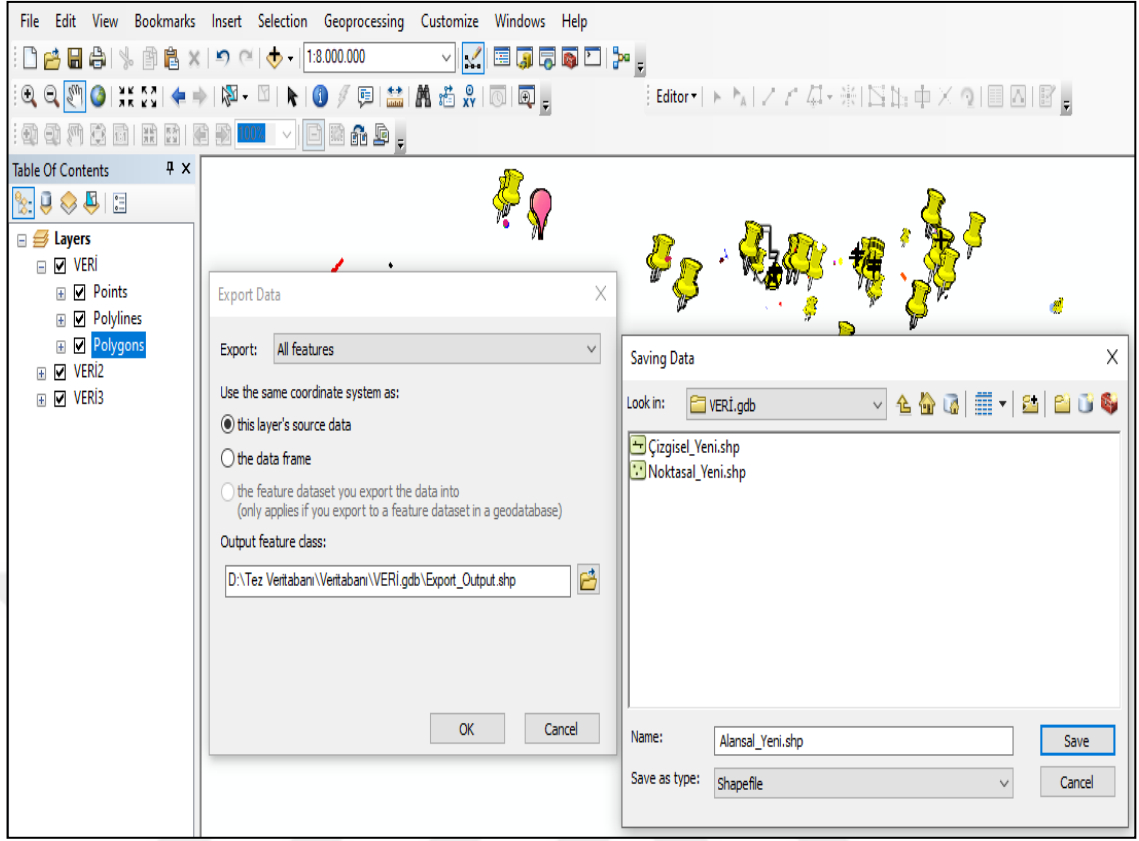 File Edit View Bookmarks Insert Selection Geoprocessing Customize Windows Help
1:8.000.000
Editor
100%
Table Of Contents
Layers
VERİ
Points
Polylines
Polygons
VERİ2
VERİ3
Export Data
Export: All features
Use the same coordinate system as:
this layer's source data
the data frame
the feature dataset you export the data into
(only applies if you export to a feature dataset in a geodatabase)
Output feature class:
D:\Tez Veritabanı\Veritabanı\VERİ.gdb\Export_Output.shp
OK Cancel
Saving Data
Look in: VERİ.gdb
Çizgisel_Yeni.shp
Noktasal_Yeni.shp
Name: Alansal_Yeni.shp Save
Save as type: Shapefile Cancel